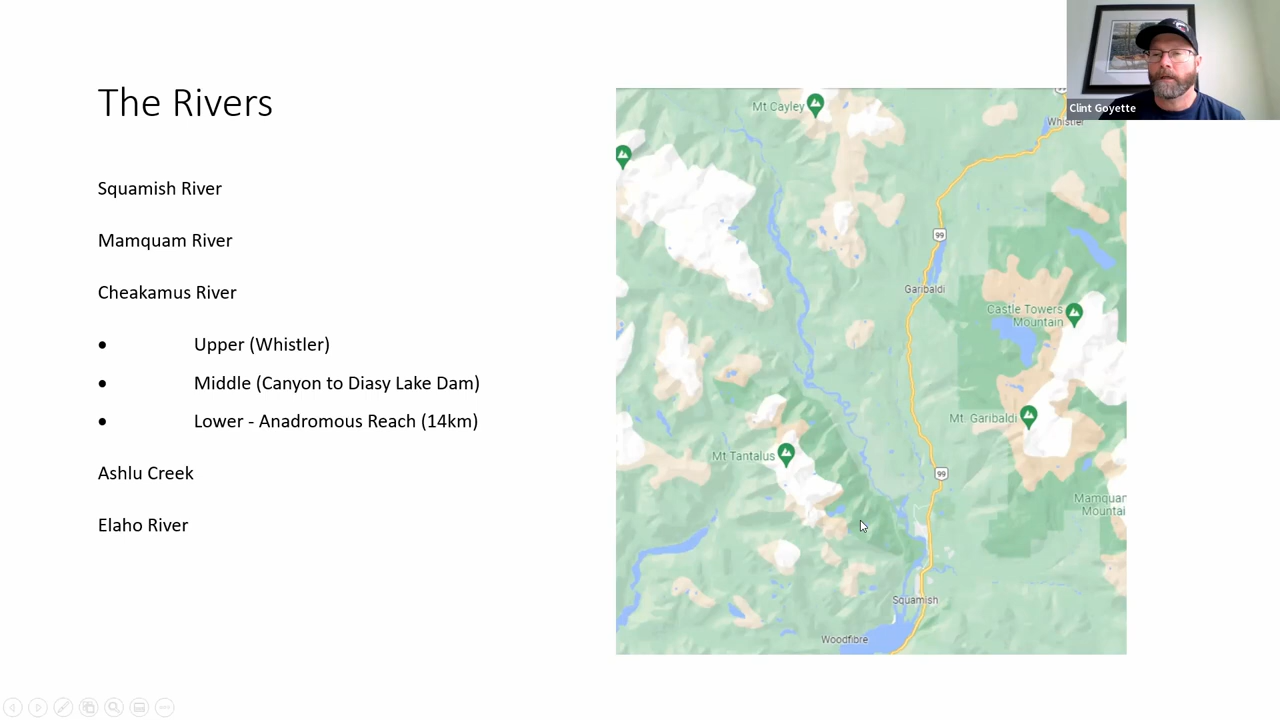 The Rivers
Squamish River
Mamquam River
Cheakamus River
• Upper (Whistler)
• Middle (Canyon to Diasy Lake Dam)
• Lower - Anadromous Reach (14km)
Ashlu Creek
Elaho River
Clint Goyette
Mt Cayley
Whistler
99
Garibaldi
Castle Towers
Mountain
Mt Garibaldi
Mt Tantalus
99
Mamquam
Mountai
Squamish
Woodfibre